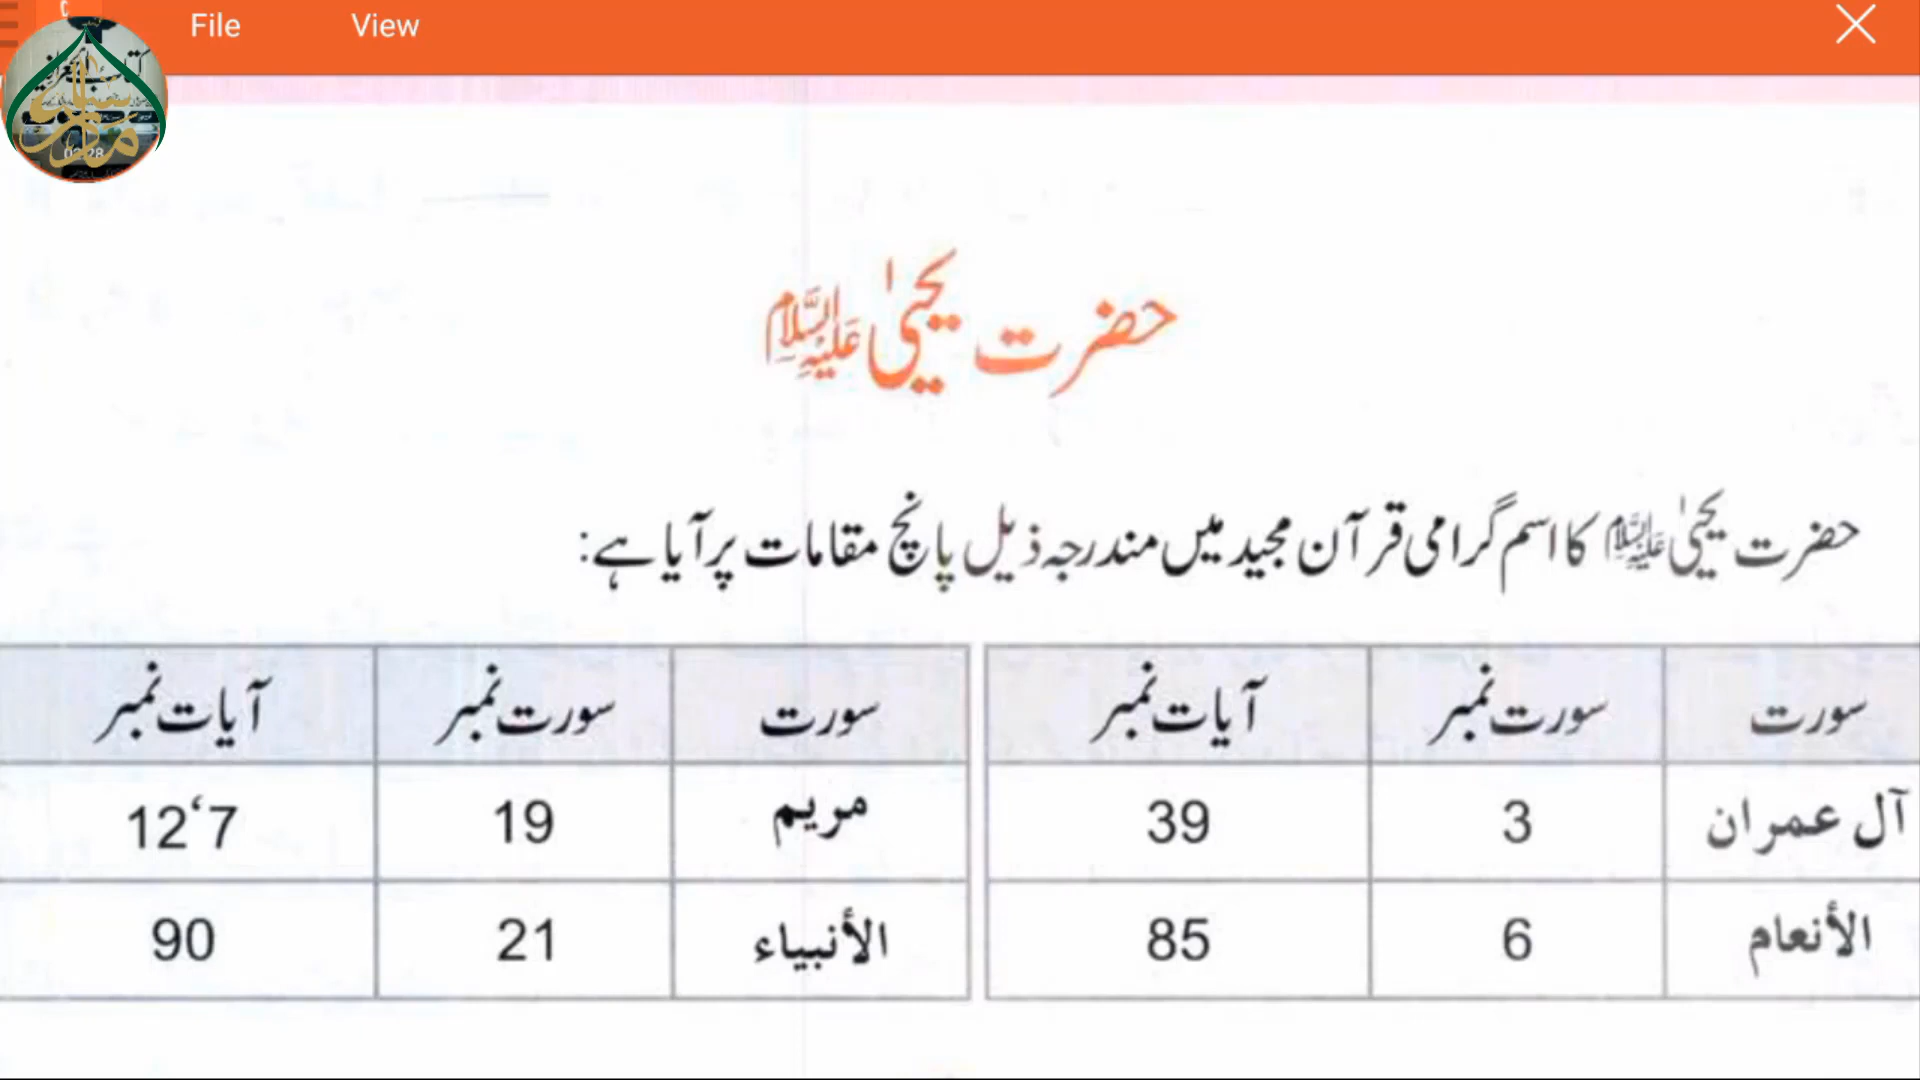 File View
حضرت یحییٰ علیہ السلام
حضرت یحییٰ علیہ السلام کا اسم گرامی قرآن مجید میں مندرجہ ذیل پانچ مقامات پر آیا ہے:
سورت سورت نمبر آیات نمبر سورت سورت نمبر آیات نمبر
آل عمران 3 39 مریم 19 7‘12
الأنعام 6 85 الأنبیاء 21 90